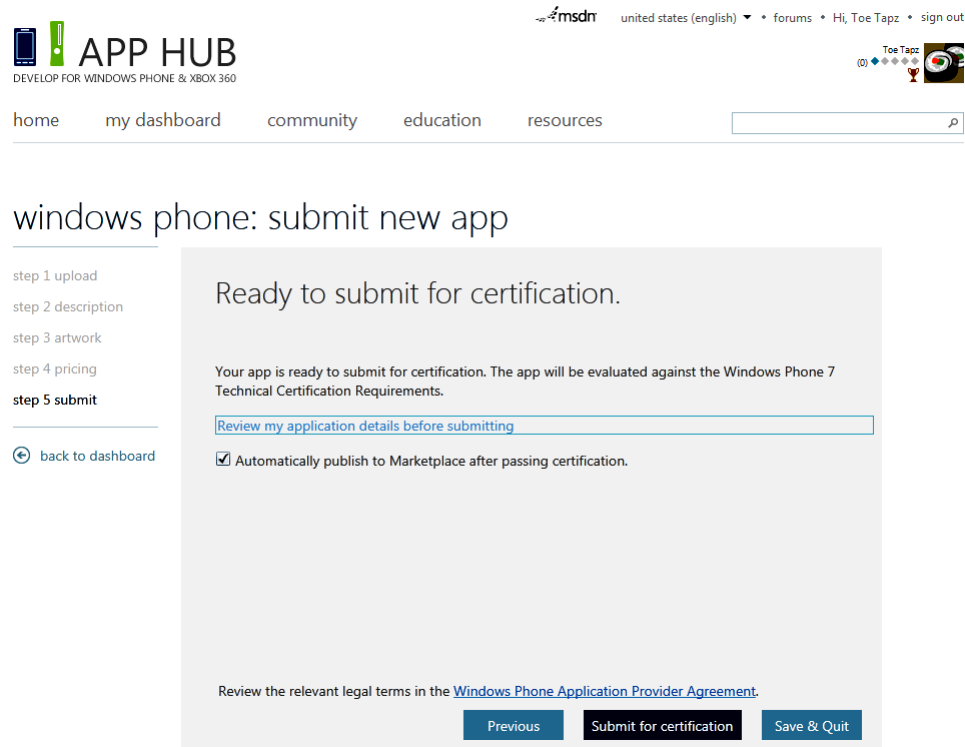 msdn united states (english) • forums • Hi, Toe Tapz • sign out
APP HUB
DEVELOP FOR WINDOWS PHONE & XBOX 360
Toe Tapz
(0)
home my dashboard community education resources
windows phone: submit new app
step 1 upload
step 2 description
step 3 artwork
step 4 pricing
step 5 submit
back to dashboard
Ready to submit for certification.
Your app is ready to submit for certification. The app will be evaluated against the Windows Phone 7
Technical Certification Requirements.
Review my application details before submitting
Automatically publish to Marketplace after passing certification.
Review the relevant legal terms in the Windows Phone Application Provider Agreement.
Previous Submit for certification Save & Quit